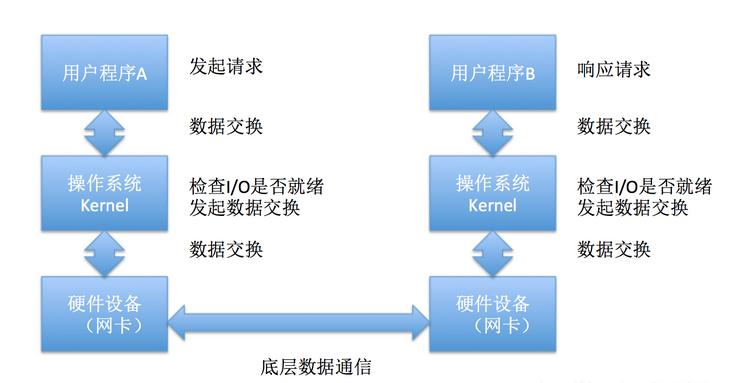 用户程序A
发起请求
用户程序B
响应请求
数据交换
数据交换
操作系统
Kernel
检查I/O是否就绪
发起数据交换
操作系统
Kernel
检查I/O是否就绪
发起数据交换
数据交换
数据交换
硬件设备
（网卡）
硬件设备
（网卡）
底层数据通信